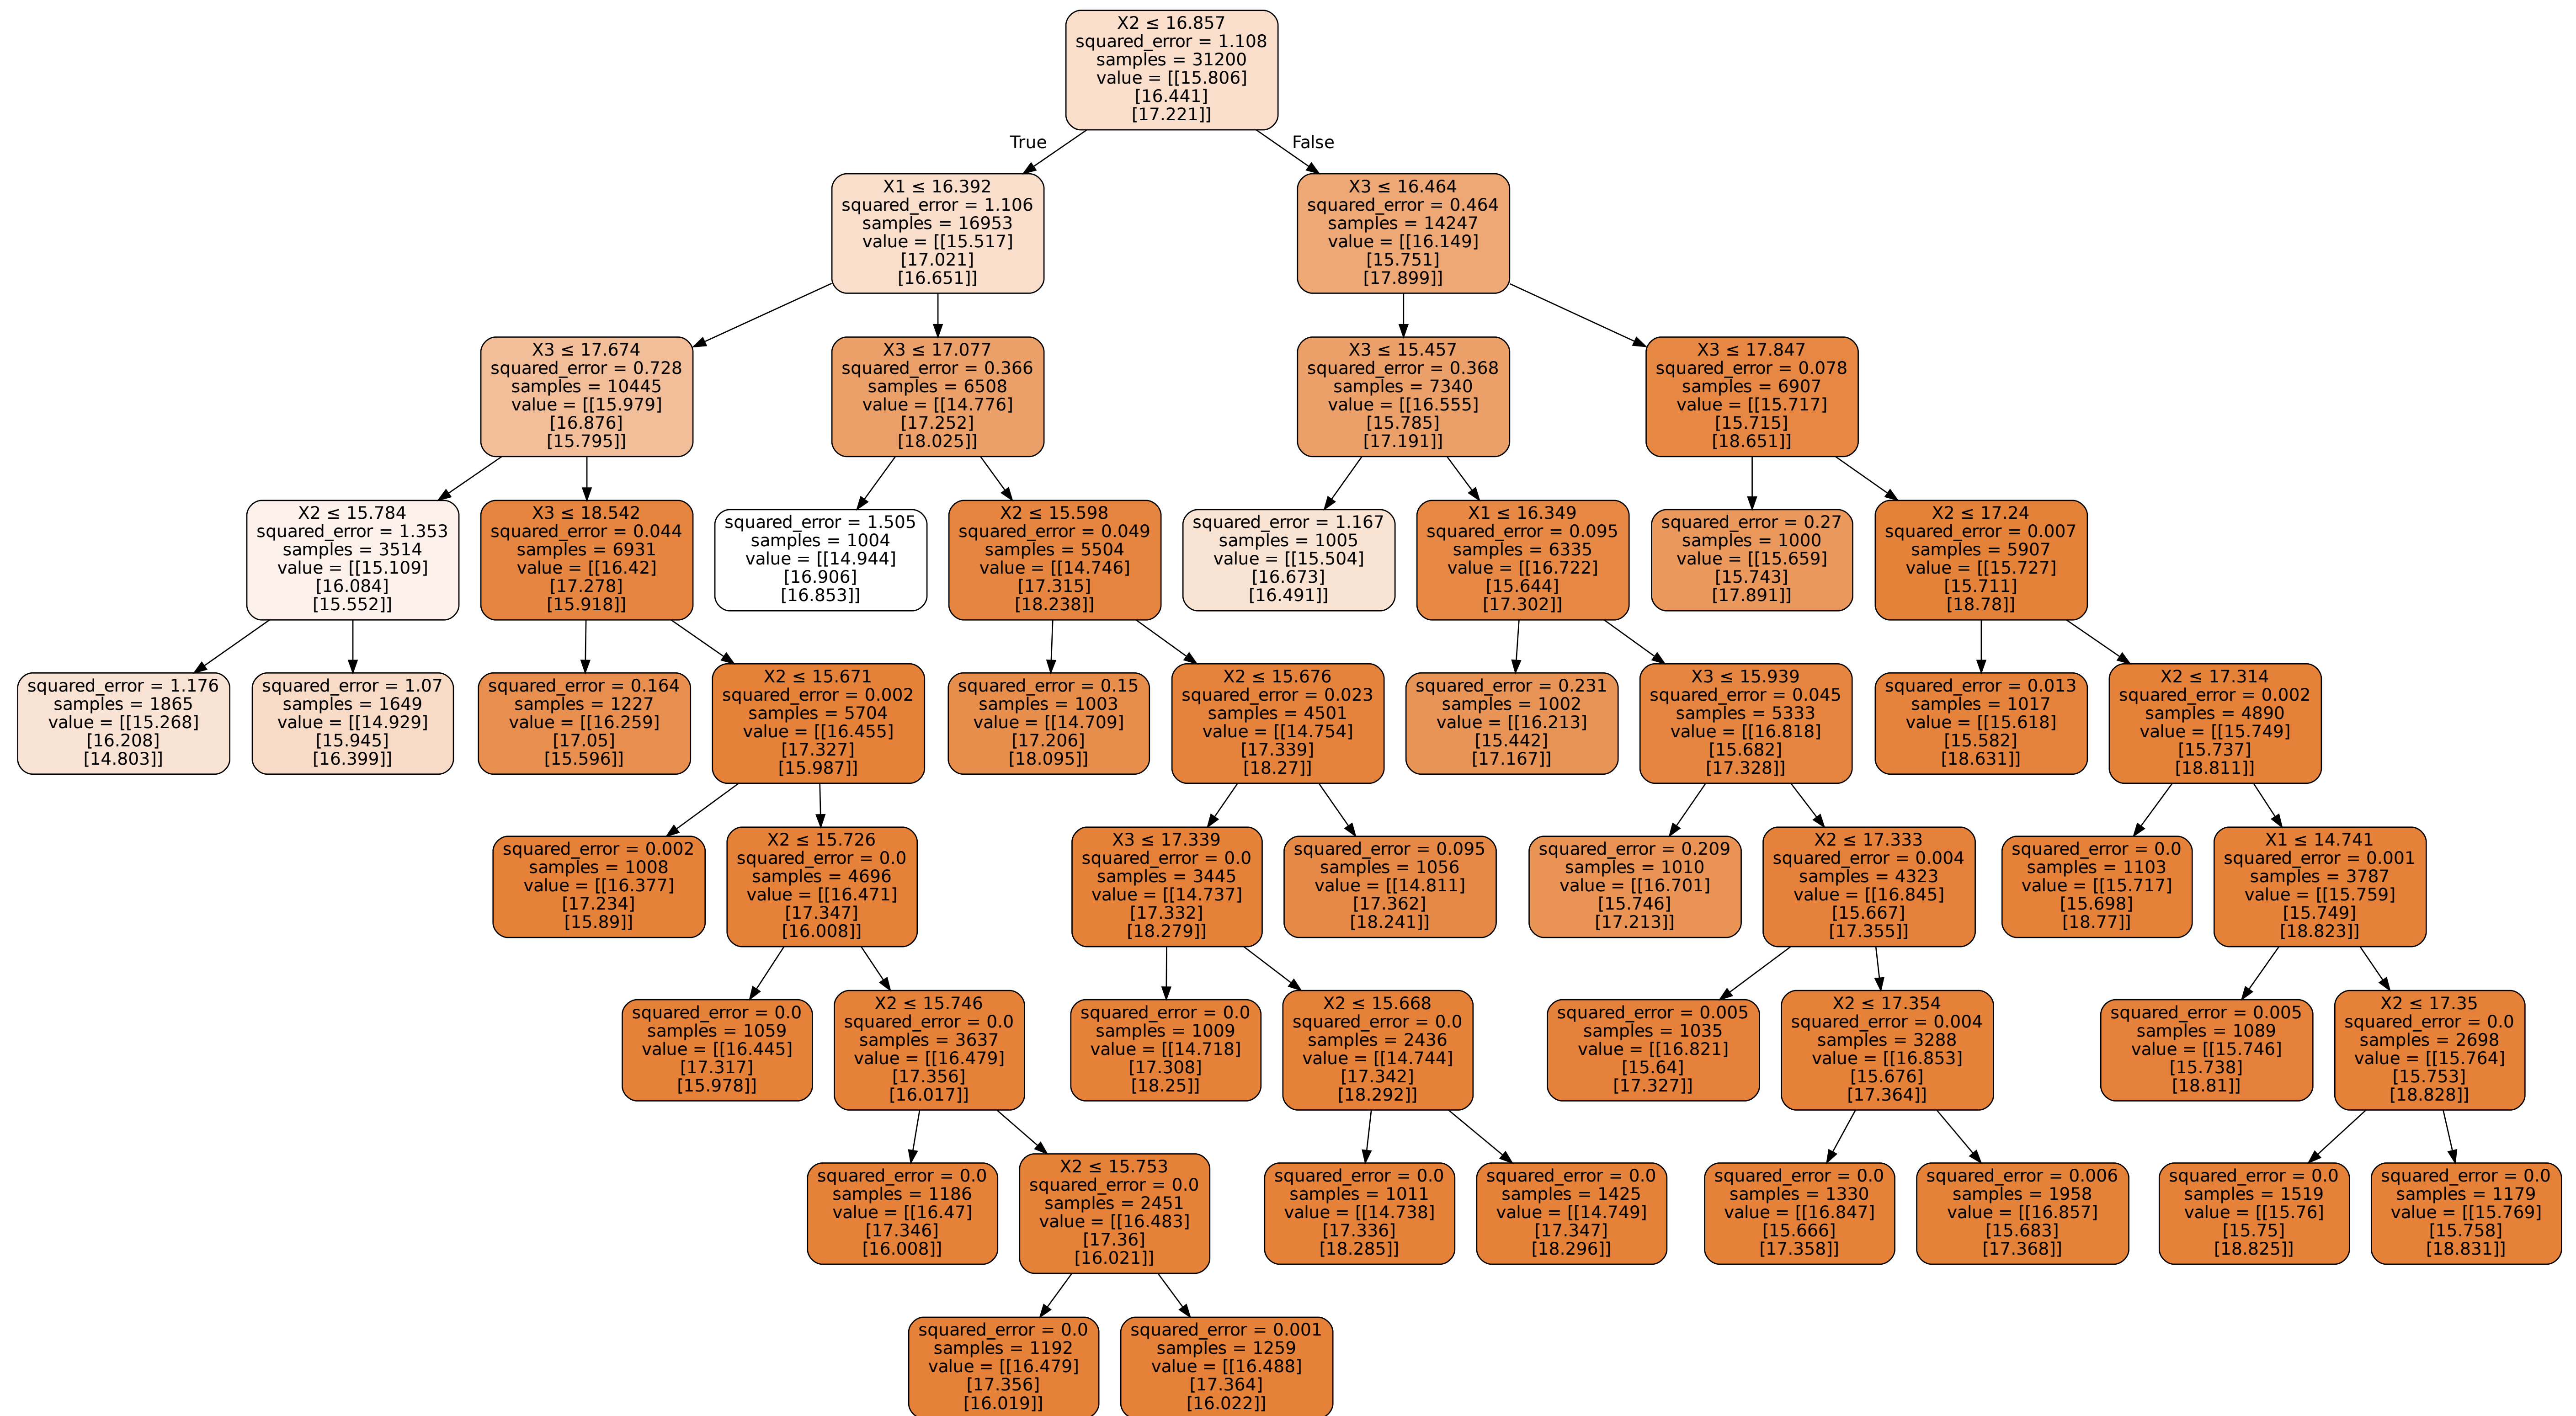 X2 ≤ 16.857
squared_error = 1.108
samples = 31200
value = [[15.806]
[16.441]
[17.221]]
True
False
X1 ≤ 16.392
squared_error = 1.106
samples = 16953
value = [[15.517]
[17.021]
[16.651]]
X3 ≤ 16.464
squared_error = 0.464
samples = 14247
value = [[16.149]
[15.751]
[17.899]]
X3 ≤ 17.674
squared_error = 0.728
samples = 10445
value = [[15.979]
[16.876]
[15.795]]
X3 ≤ 17.077
squared_error = 0.366
samples = 6508
value = [[14.776]
[17.252]
[18.025]]
X3 ≤ 15.457
squared_error = 0.368
samples = 7340
value = [[16.555]
[15.785]
[17.191]]
X3 ≤ 17.847
squared_error = 0.078
samples = 6907
value = [[15.717]
[15.715]
[18.651]]
X2 ≤ 15.784
squared_error = 1.353
samples = 3514
value = [[15.109]
[16.084]
[15.552]]
X3 ≤ 18.542
squared_error = 0.044
samples = 6931
value = [[16.42]
[17.278]
[15.918]]
squared_error = 1.505
samples = 1004
value = [[14.944]
[16.906]
[16.853]]
X2 ≤ 15.598
squared_error = 0.049
samples = 5504
value = [[14.746]
[17.315]
[18.238]]
squared_error = 1.167
samples = 1005
value = [[15.504]
[16.673]
[16.491]]
X1 ≤ 16.349
squared_error = 0.095
samples = 6335
value = [[16.722]
[15.644]
[17.302]]
squared_error = 0.27
samples = 1000
value = [[15.659]
[15.743]
[17.891]]
X2 ≤ 17.24
squared_error = 0.007
samples = 5907
value = [[15.727]
[15.711]
[18.78]]
squared_error = 1.176
samples = 1865
value = [[15.268]
[16.208]
[14.803]]
squared_error = 1.07
samples = 1649
value = [[14.929]
[15.945]
[16.399]]
squared_error = 0.164
samples = 1227
value = [[16.259]
[17.05]
[15.596]]
X2 ≤ 15.671
squared_error = 0.002
samples = 5704
value = [[16.455]
[17.327]
[15.987]]
squared_error = 0.15
samples = 1003
value = [[14.709]
[17.206]
[18.095]]
X2 ≤ 15.676
squared_error = 0.023
samples = 4501
value = [[14.754]
[17.339]
[18.27]]
squared_error = 0.231
samples = 1002
value = [[16.213]
[15.442]
[17.167]]
X3 ≤ 15.939
squared_error = 0.045
samples = 5333
value = [[16.818]
[15.682]
[17.328]]
squared_error = 0.013
samples = 1017
value = [[15.618]
[15.582]
[18.631]]
X2 ≤ 17.314
squared_error = 0.002
samples = 4890
value = [[15.749]
[15.737]
[18.811]]
squared_error = 0.002
samples = 1008
value = [[16.377]
[17.234]
[15.89]]
X2 ≤ 15.726
squared_error = 0.0
samples = 4696
value = [[16.471]
[17.347]
[16.008]]
X3 ≤ 17.339
squared_error = 0.0
samples = 3445
value = [[14.737]
[17.332]
[18.279]]
squared_error = 0.095
samples = 1056
value = [[14.811]
[17.362]
[18.241]]
squared_error = 0.209
samples = 1010
value = [[16.701]
[15.746]
[17.213]]
X2 ≤ 17.333
squared_error = 0.004
samples = 4323
value = [[16.845]
[15.667]
[17.355]]
squared_error = 0.0
samples = 1103
value = [[15.717]
[15.698]
[18.77]]
X1 ≤ 14.741
squared_error = 0.001
samples = 3787
value = [[15.759]
[15.749]
[18.823]]
squared_error = 0.0
samples = 1059
value = [[16.445]
[17.317]
[15.978]]
X2 ≤ 15.746
squared_error = 0.0
samples = 3637
value = [[16.479]
[17.356]
[16.017]]
squared_error = 0.0
samples = 1009
value = [[14.718]
[17.308]
[18.25]]
X2 ≤ 15.668
squared_error = 0.0
samples = 2436
value = [[14.744]
[17.342]
[18.292]]
squared_error = 0.005
samples = 1035
value = [[16.821]
[15.64]
[17.327]]
X2 ≤ 17.354
squared_error = 0.004
samples = 3288
value = [[16.853]
[15.676]
[17.364]]
squared_error = 0.005
samples = 1089
value = [[15.746]
[15.738]
[18.81]]
X2 ≤ 17.35
squared_error = 0.0
samples = 2698
value = [[15.764]
[15.753]
[18.828]]
squared_error = 0.0
samples = 1186
value = [[16.47]
[17.346]
[16.008]]
X2 ≤ 15.753
squared_error = 0.0
samples = 2451
value = [[16.483]
[17.36]
[16.021]]
squared_error = 0.0
samples = 1011
value = [[14.738]
[17.336]
[18.285]]
squared_error = 0.0
samples = 1425
value = [[14.749]
[17.347]
[18.296]]
squared_error = 0.0
samples = 1330
value = [[16.847]
[15.666]
[17.358]]
squared_error = 0.006
samples = 1958
value = [[16.857]
[15.683]
[17.368]]
squared_error = 0.0
samples = 1519
value = [[15.76]
[15.75]
[18.825]]
squared_error = 0.0
samples = 1179
value = [[15.769]
[15.758]
[18.831]]
squared_error = 0.0
samples = 1192
value = [[16.479]
[17.356]
[16.019]]
squared_error = 0.001
samples = 1259
value = [[16.488]
[17.364]
[16.022]]